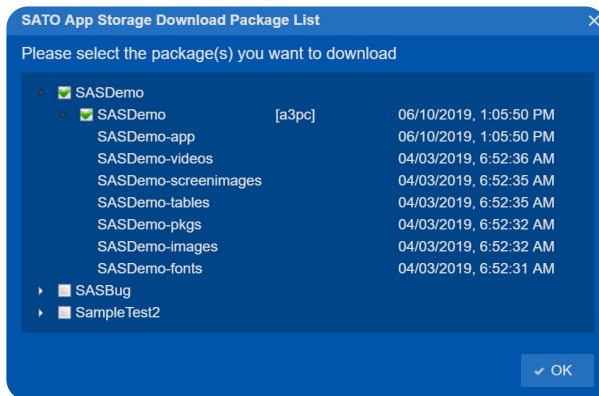 SATO App Storage Download Package List
Please select the package(s) you want to download
SASDemo
SASDemo [a3pc] 06/10/2019, 1:05:50 PM
SASDemo-app 06/10/2019, 1:05:50 PM
SASDemo-videos 04/03/2019, 6:52:36 AM
SASDemo-screenimages 04/03/2019, 6:52:35 AM
SASDemo-tables 04/03/2019, 6:52:35 AM
SASDemo-pkgs 04/03/2019, 6:52:32 AM
SASDemo-images 04/03/2019, 6:52:32 AM
SASDemo-fonts 04/03/2019, 6:52:31 AM
SASBug
SampleTest2
OK